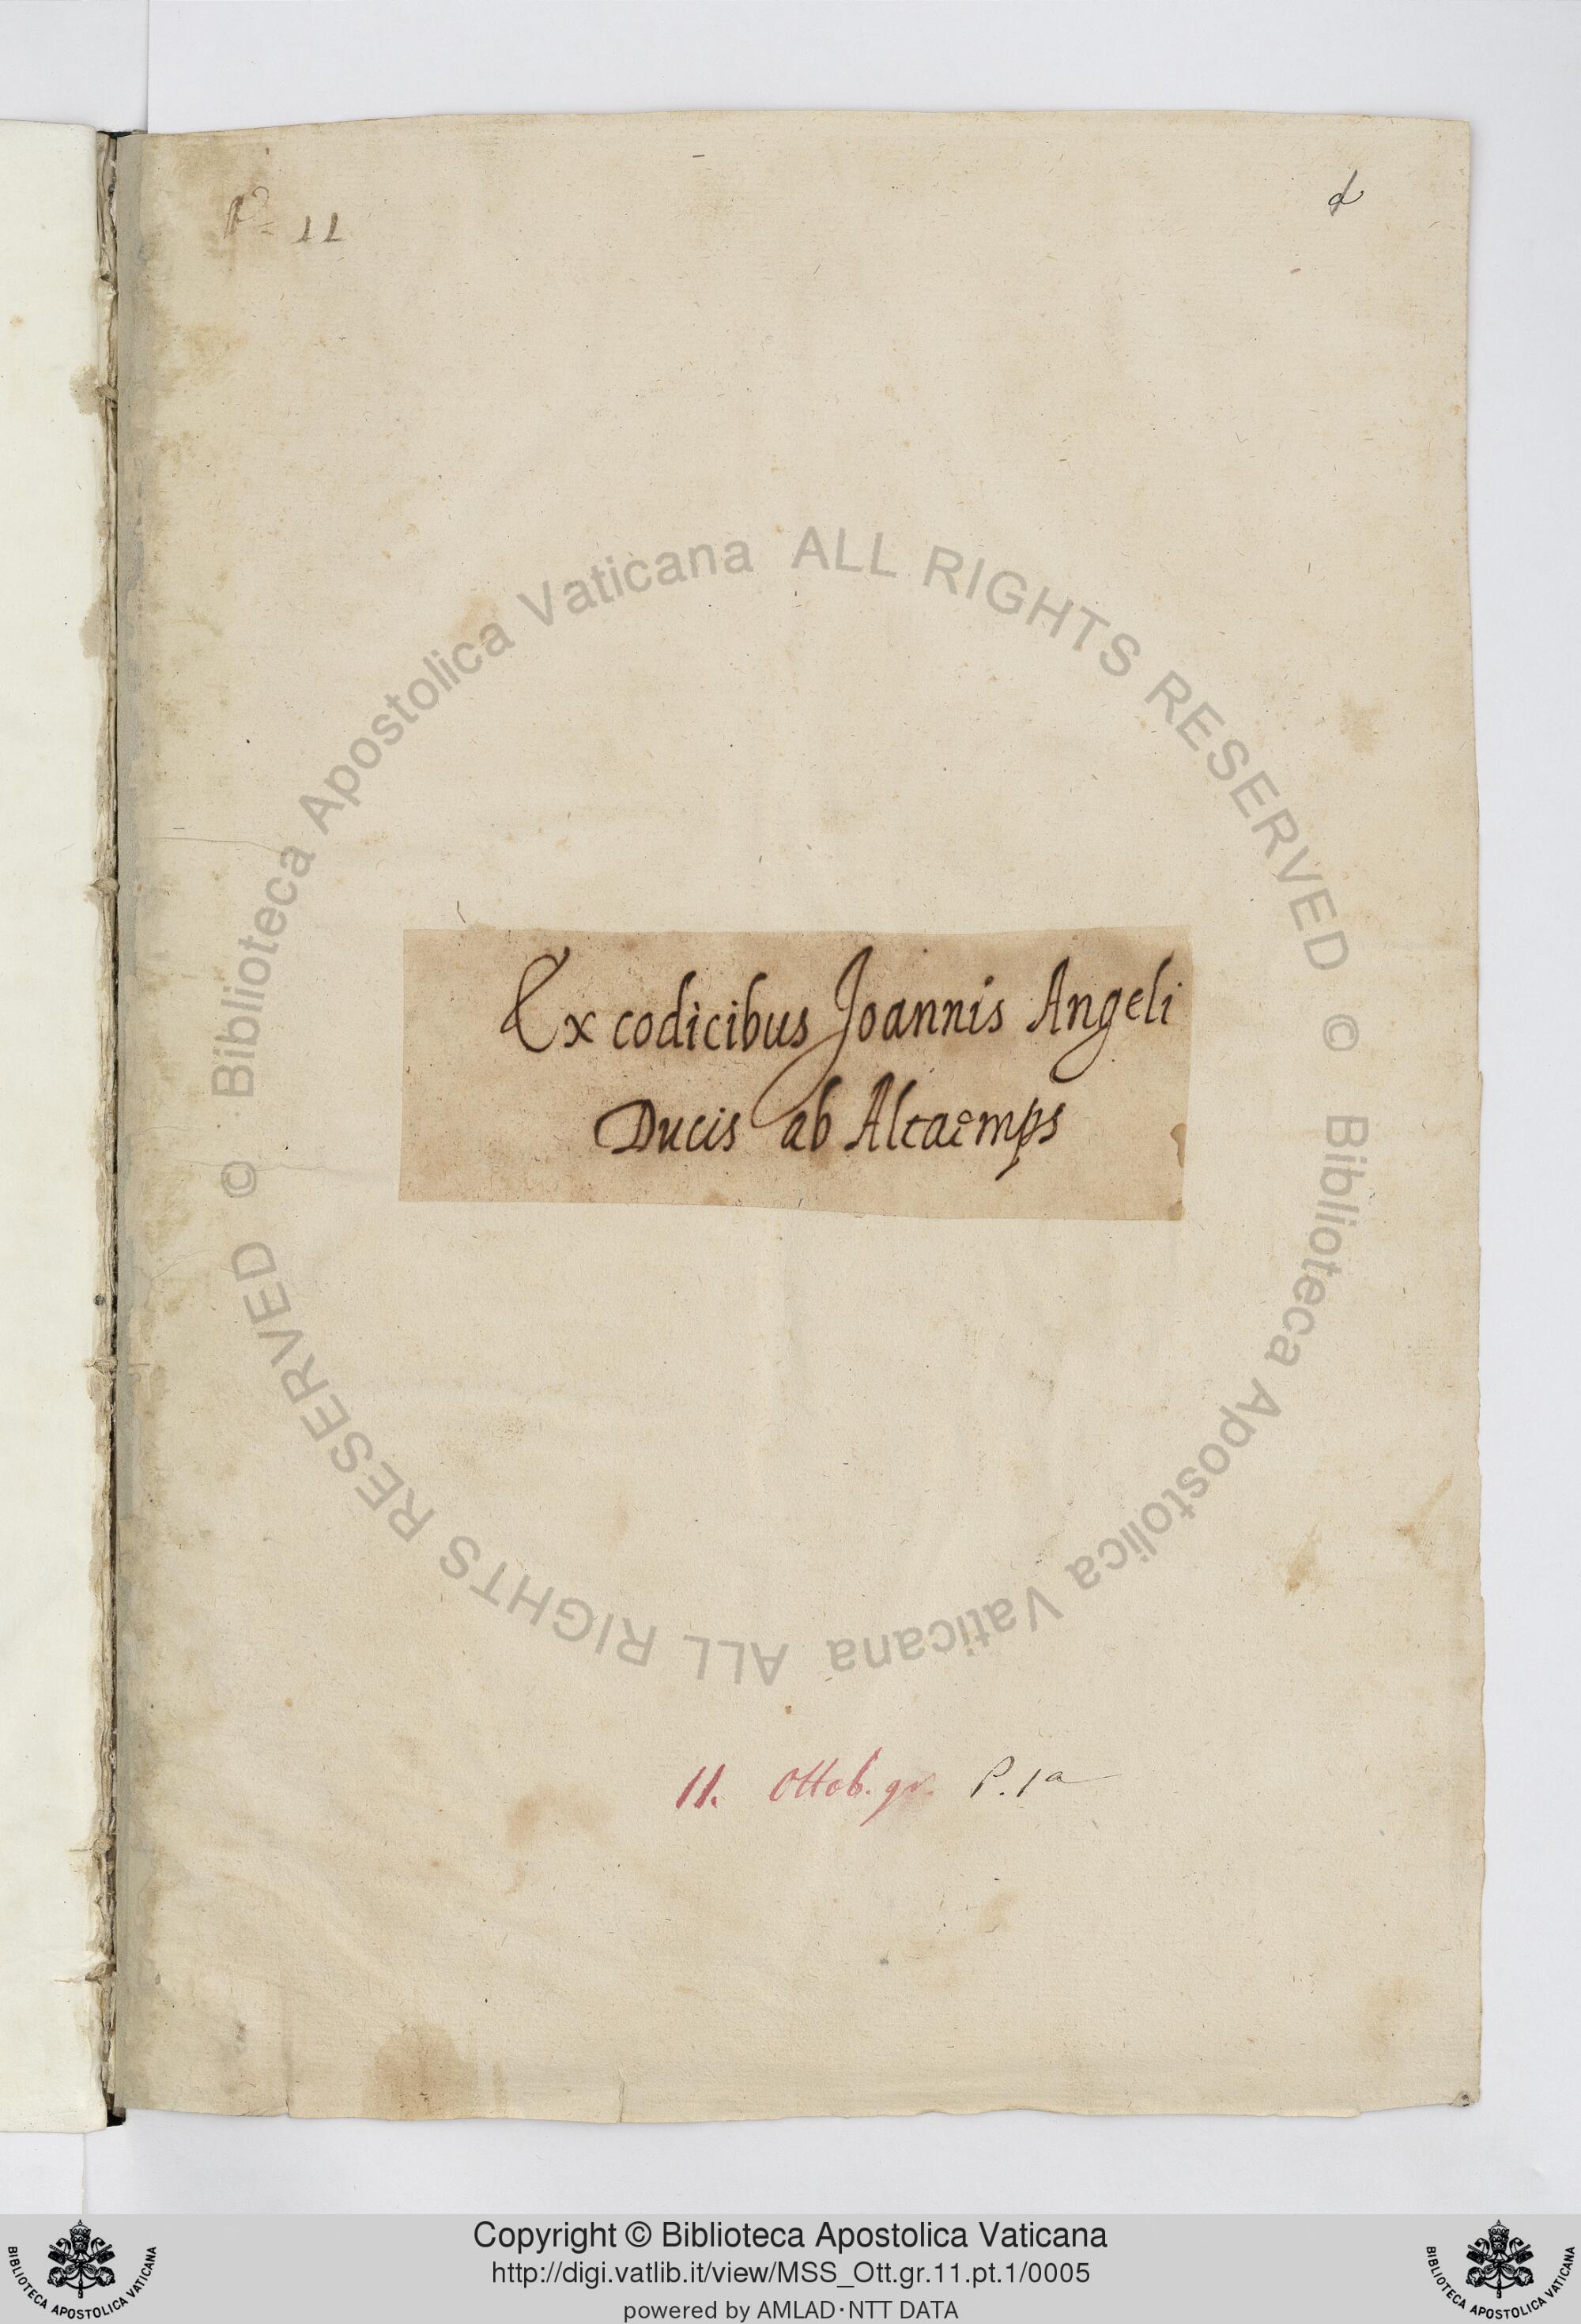 11
Ex codicibus Joannis Angeli
Ducis ab Altaemps
11. Ottob. gr. P. 1a
© Biblioteca Apostolica Vaticana ALL RIGHTS RESERVED
© Biblioteca Apostolica Vaticana ALL RIGHTS RESERVED
Copyright © Biblioteca Apostolica Vaticana
http://digi.vatlib.it/view/MSS_Ott.gr.11.pt.1/0005
powered by AMLAD·NTT DATA
BIBLIOTECA APOSTOLICA VATICANA
BIBLIOTECA APOSTOLICA VATICANA